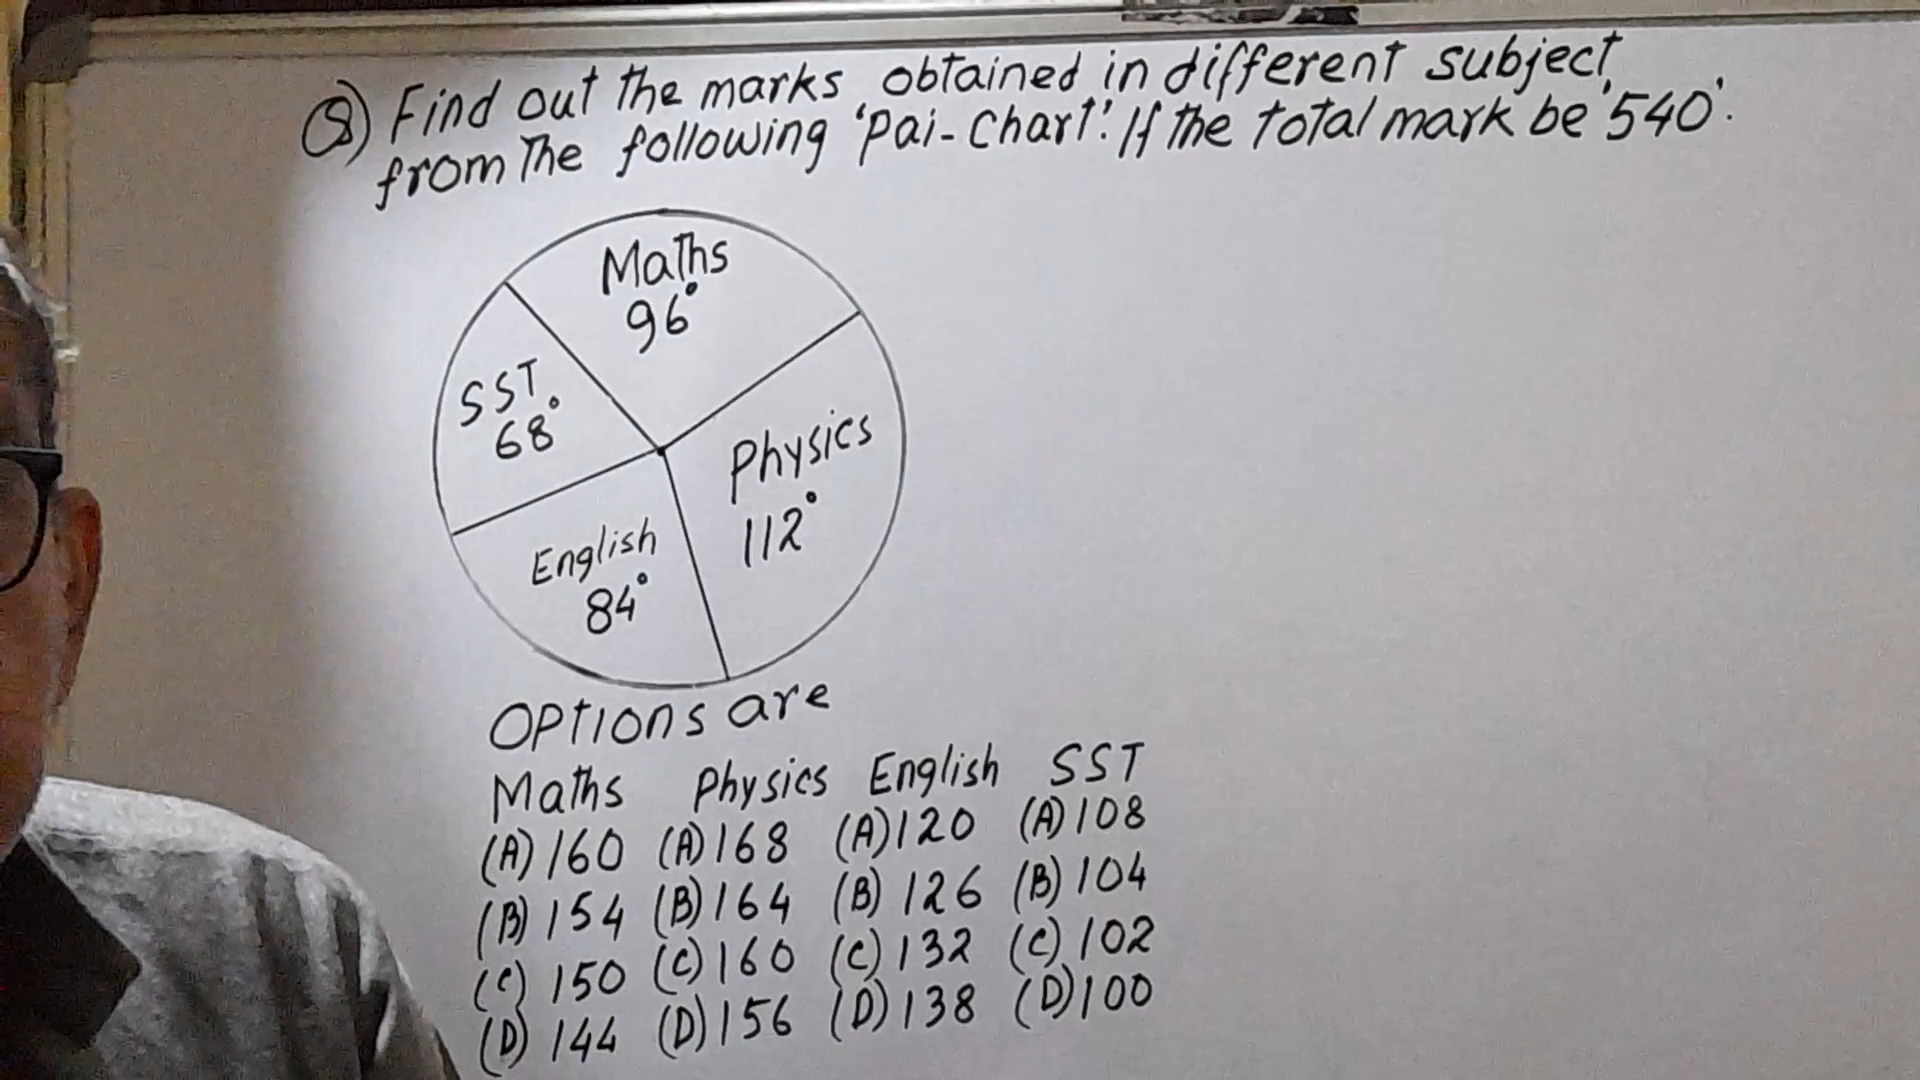 Q) Find out the marks obtained in different subject,
from The following 'Pai-Chart'. If the total mark be '540'.
Maths
96°
SST
68°
Physics
112°
English
84°
OPtions are
Maths Physics English SST
(A) 160 (A) 168 (A) 120 (A) 108
(B) 154 (B) 164 (B) 126 (B) 104
(C) 150 (C) 160 (C) 132 (C) 102
(D) 144 (D) 156 (D) 138 (D) 100